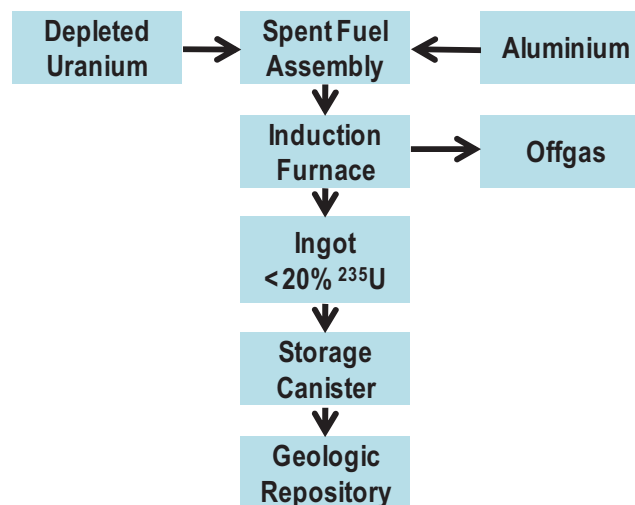 Depleted
Uranium
Spent Fuel
Assembly
Aluminium
Induction
Furnace
Offgas
Ingot
<20% ²³⁵U
Storage
Canister
Geologic
Repository